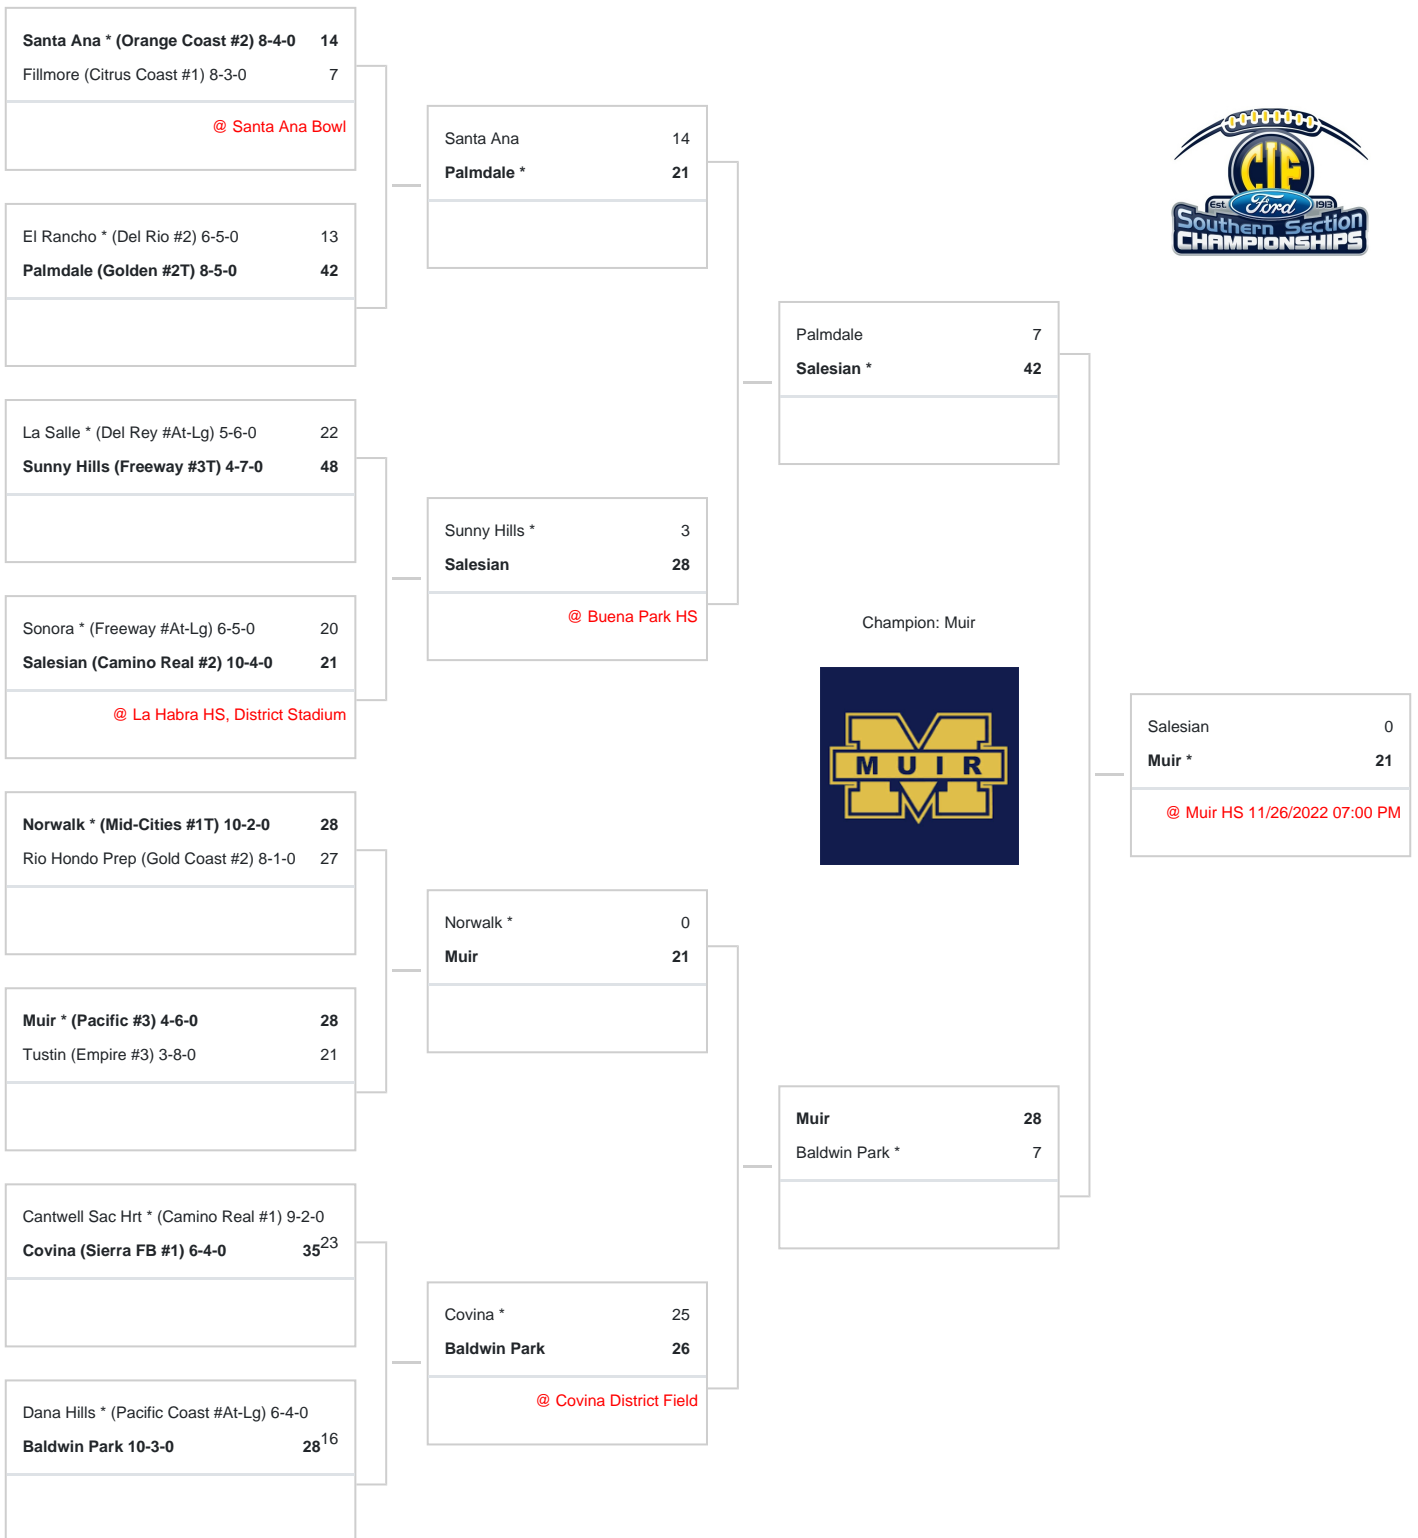 Santa Ana * (Orange Coast #2) 8-4-0 14
Fillmore (Citrus Coast #1) 8-3-0 7
@ Santa Ana Bowl
El Rancho * (Del Rio #2) 6-5-0 13
Palmdale (Golden #2T) 8-5-0 42
La Salle * (Del Rey #At-Lg) 5-6-0 22
Sunny Hills (Freeway #3T) 4-7-0 48
Sonora * (Freeway #At-Lg) 6-5-0 20
Salesian (Camino Real #2) 10-4-0 21
@ La Habra HS, District Stadium
Norwalk * (Mid-Cities #1T) 10-2-0 28
Rio Hondo Prep (Gold Coast #2) 8-1-0 27
Muir * (Pacific #3) 4-6-0 28
Tustin (Empire #3) 3-8-0 21
Cantwell Sac Hrt * (Camino Real #1) 9-2-0
23
Covina (Sierra FB #1) 6-4-0 35
Dana Hills * (Pacific Coast #At-Lg) 6-4-0
16
Baldwin Park 10-3-0 28
Santa Ana 14
Palmdale * 21
Sunny Hills * 3
Salesian 28
@ Buena Park HS
Norwalk * 0
Muir 21
Covina * 25
Baldwin Park 26
@ Covina District Field
Palmdale 7
Salesian * 42
Muir 28
Baldwin Park * 7
CIF
Est. Ford 1913
Southern Section
CHAMPIONSHIPS
Champion: Muir
MUIR
Salesian 0
Muir * 21
@ Muir HS 11/26/2022 07:00 PM